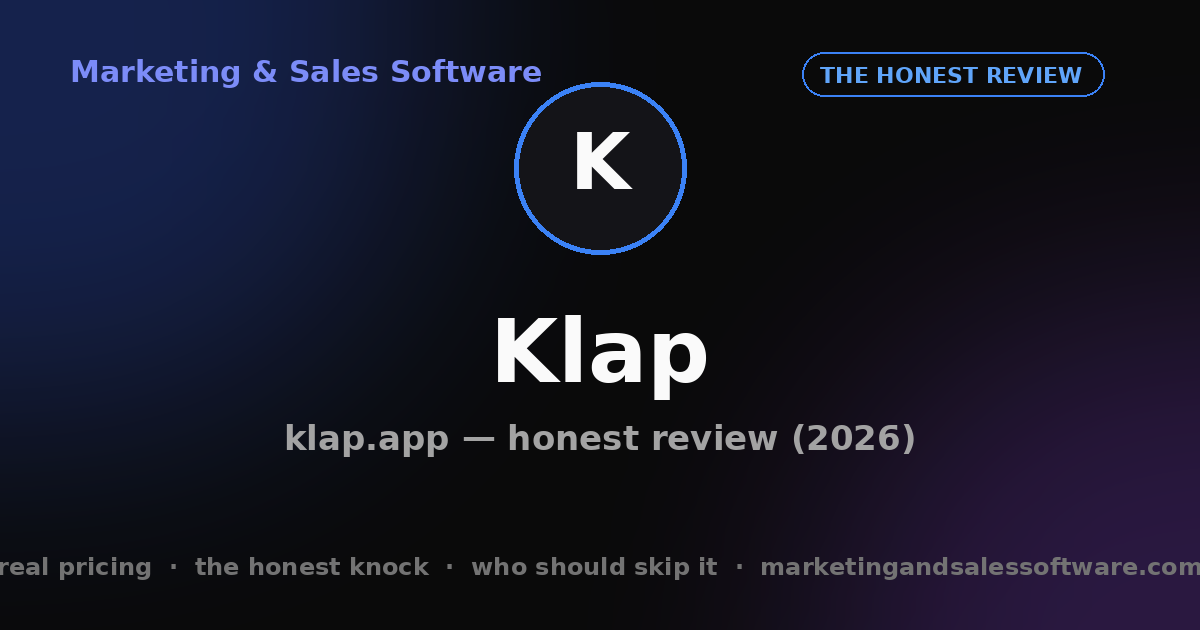 Marketing & Sales Software
THE HONEST REVIEW
K
Klap
klap.app — honest review (2026)
real pricing · the honest knock · who should skip it · marketingandsalessoftware.com